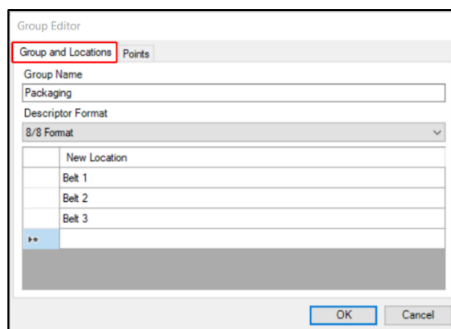 Group Editor
Group and Locations Points
Group Name
Packaging
Descriptor Format
8/8 Format
New Location
Belt 1
Belt 2
Belt 3
OK Cancel